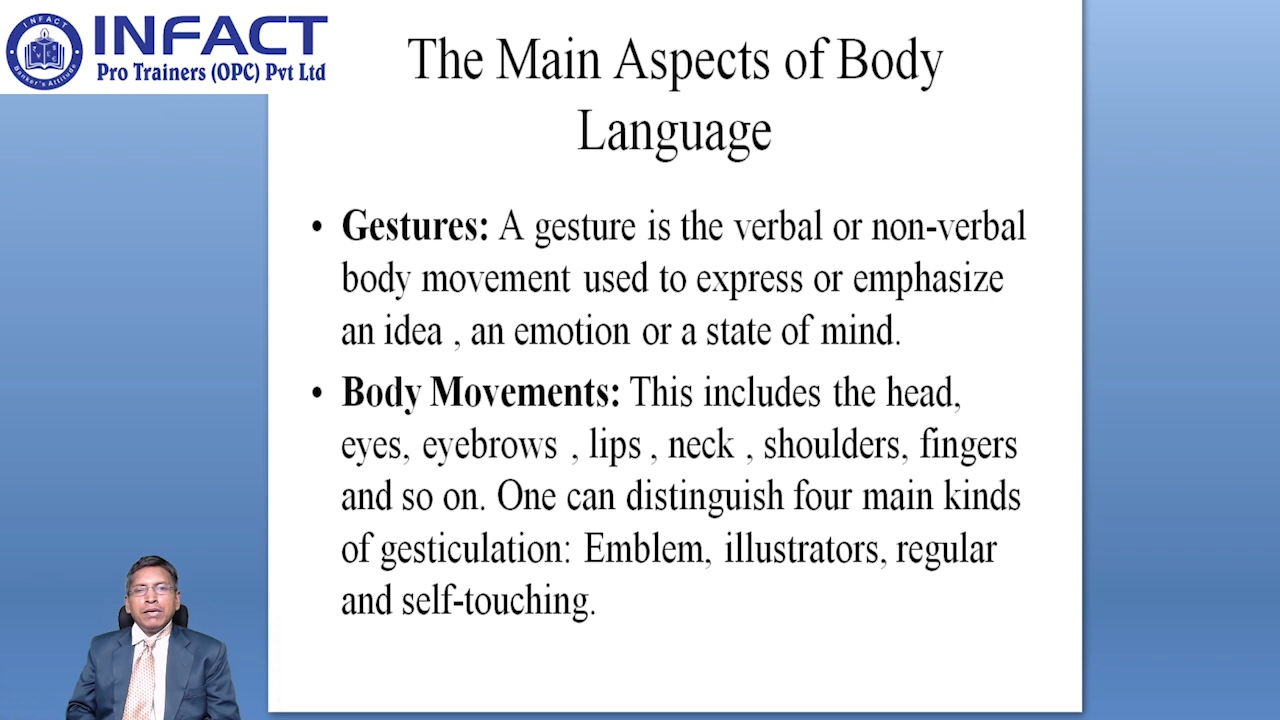 INFACT
Pro Trainers (OPC) Pvt Ltd
INFACT
Banker's Attitude
The Main Aspects of Body
Language
• Gestures: A gesture is the verbal or non-verbal
body movement used to express or emphasize
an idea , an emotion or a state of mind.
• Body Movements: This includes the head,
eyes, eyebrows , lips , neck , shoulders, fingers
and so on. One can distinguish four main kinds
of gesticulation: Emblem, illustrators, regular
and self-touching.